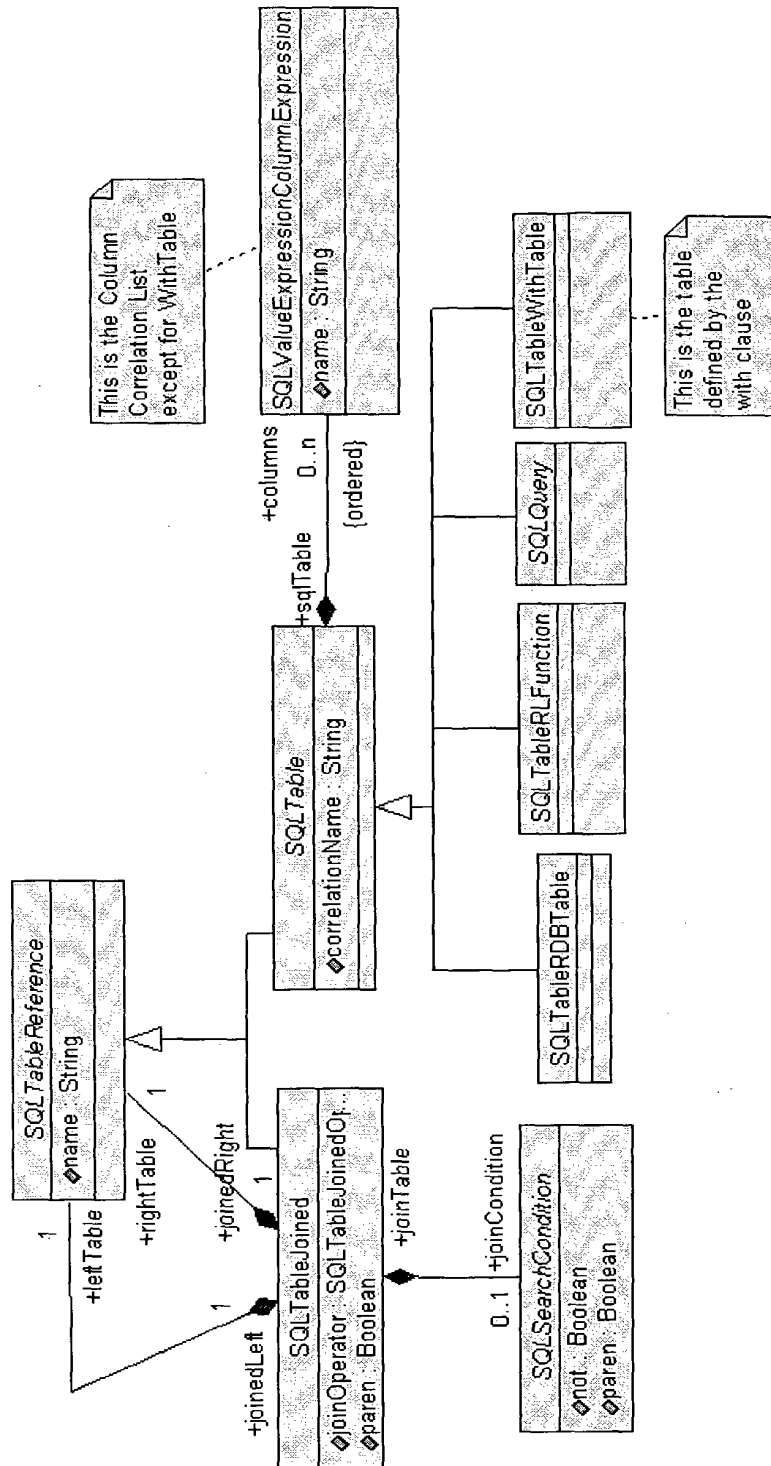 SQLTableReference
name : String
1
+leftTable
+rightTable
1
+joinedLeft
1
+joinedRight
1
SQLTableJoined
joinOperator : SQLTableJoinedOp...
paren : Boolean
+joinTable
0..1
+joinCondition
SQLSearchCondition
not : Boolean
paren : Boolean
SQLTable
correlationName : String
+sqlTable
+columns
0..n
{ordered}
SQLValueExpressionColumnExpression
name : String
This is the Column
Correlation List
except for WithTable
SQLTableRDBTable
SQLTableRLFunction
SQLQuery
SQLTableWithTable
This is the table
defined by the
with clause